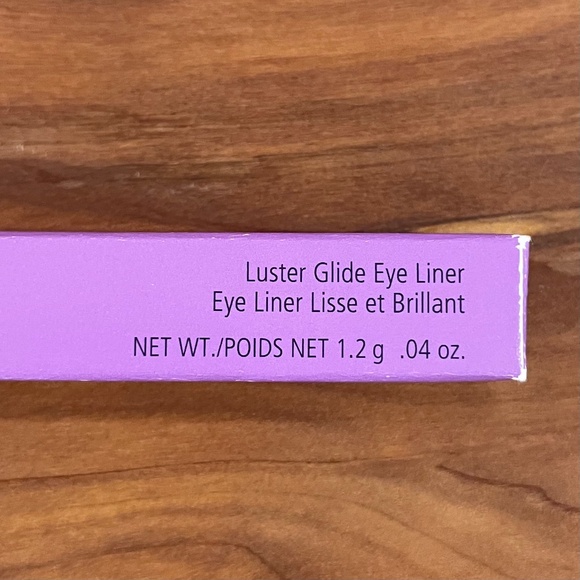 Luster Glide Eye Liner
Eye Liner Lisse et Brillant
NET WT./POIDS NET 1.2 g .04 oz.